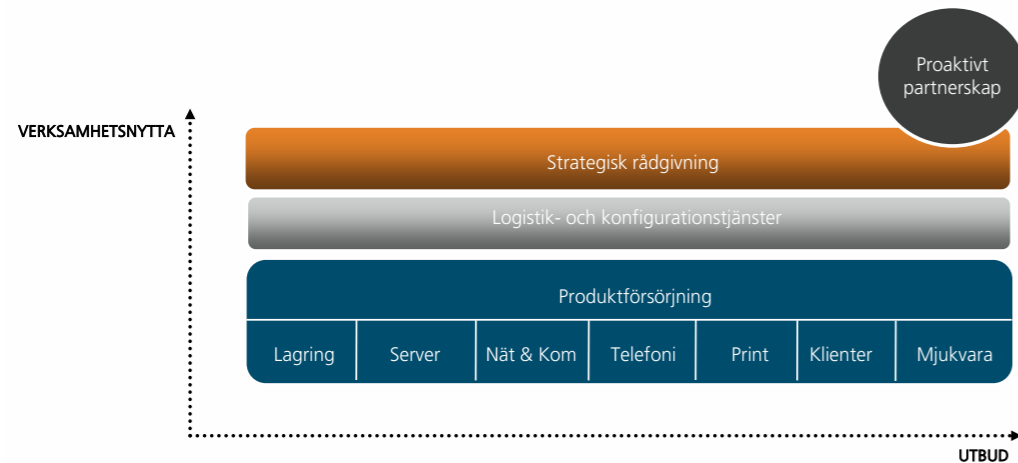 Proaktivt
partnerskap
VERKSAMHETSNYTTA
Strategisk rådgivning
Logistik- och konfigurationstjänster
Produktförsörjning
Lagring
Server
Nät & Kom
Telefoni
Print
Klienter
Mjukvara
UTBUD